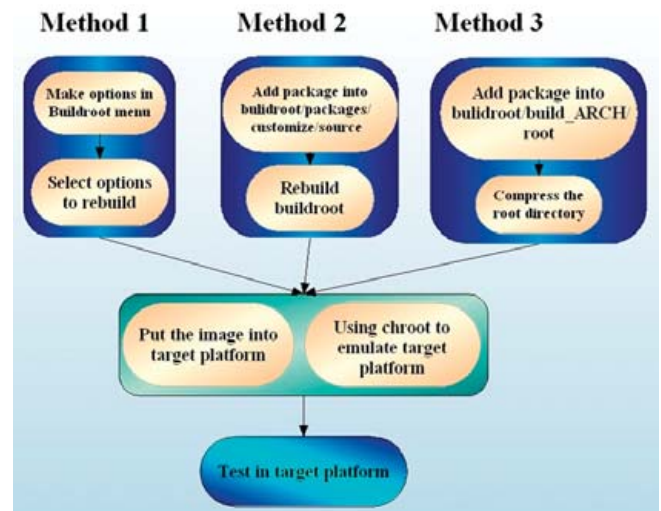 Method 1
Method 2
Method 3
Make options in
Buildroot menu
Select options
to rebuild
Add package into
bulidroot/packages/
customize/source
Rebuild
buildroot
Add package into
bulidroot/build_ARCH/
root
Compress the
root directory
Put the image into
target platform
Using chroot to
emulate target
platform
Test in target platform